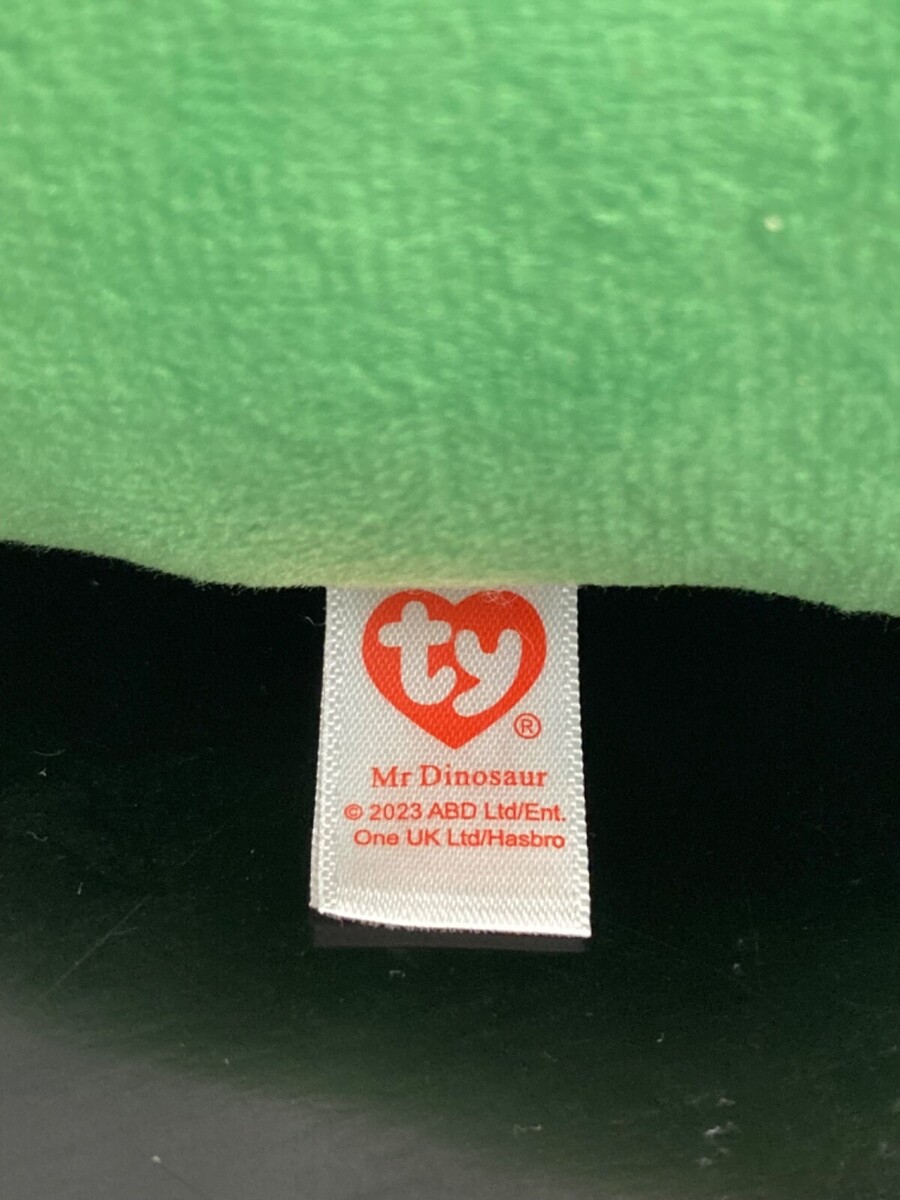 ty
®
Mr Dinosaur
© 2023 ABD Ltd/Ent.
One UK Ltd/Hasbro